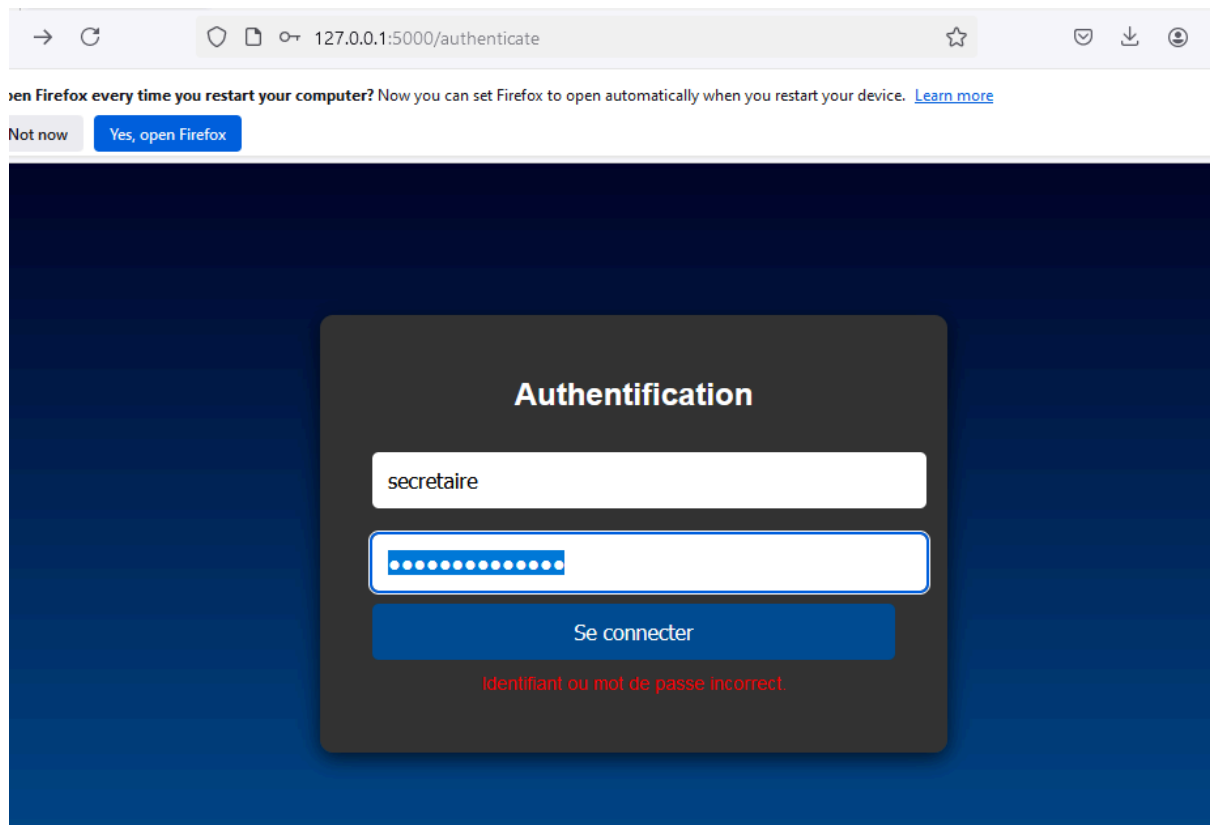 127.0.0.1:5000/authenticate
pen Firefox every time you restart your computer? Now you can set Firefox to open automatically when you restart your device. Learn more
Not now Yes, open Firefox
Authentification
secretaire
●●●●●●●●●●●●●●
Se connecter
Identifiant ou mot de passe incorrect.